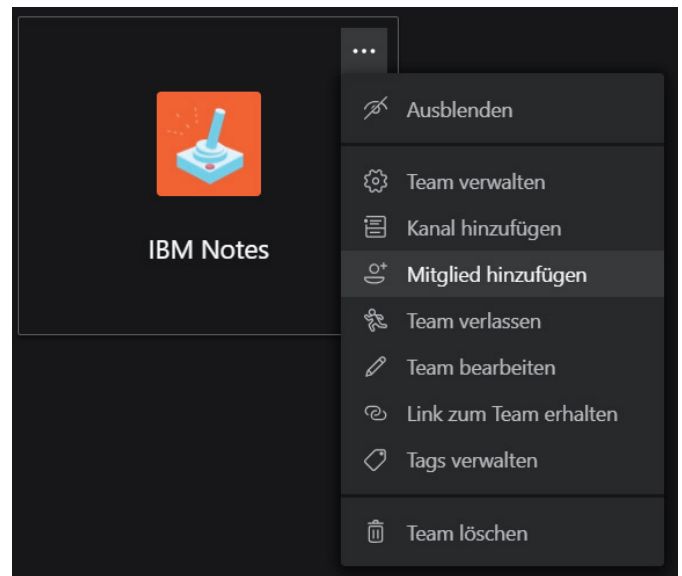 IBM Notes
Ausblenden
Team verwalten
Kanal hinzufügen
Mitglied hinzufügen
Team verlassen
Team bearbeiten
Link zum Team erhalten
Tags verwalten
Team löschen